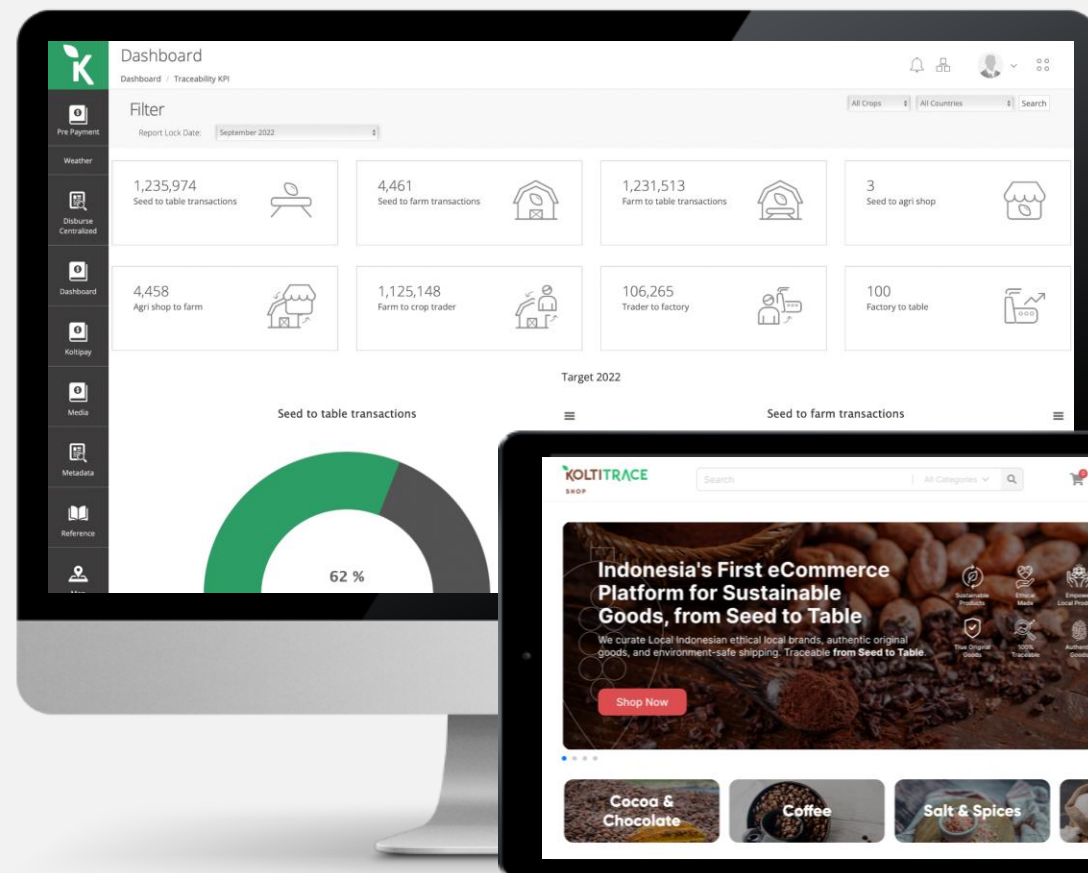 Dashboard
Dashboard / Traceability KPI
Filter
All Crops
All Countries
Search
Report Lock Date:
September 2022
Pre Payment
Weather
Disburse
Centralized
Dashboard
Koltipay
Media
Metadata
Reference
1,235,974
Seed to table transactions
4,461
Seed to farm transactions
1,231,513
Farm to table transactions
3
Seed to agri shop
4,458
Agri shop to farm
1,125,148
Farm to crop trader
106,265
Trader to factory
100
Factory to table
Target 2022
Seed to table transactions
Seed to farm transactions
62 %
KOLTITRACE
SHOP
Search
All Categories
0
Indonesia's First eCommerce
Platform for Sustainable
Goods, from Seed to Table
We curate Local Indonesian ethical local brands, authentic original
goods, and environment-safe shipping. Traceable from Seed to Table.
Shop Now
Sustainable
Products
Ethical
Made
Empower
Local Prod
True Original
Goods
100%
Traceable
Authent
Goods
Cocoa &
Chocolate
Coffee
Salt & Spices